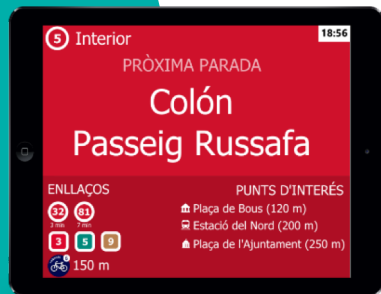 5 Interior
18:56
PRÒXIMA PARADA
Colón
Passeig Russafa
ENLLAÇOS
32 81
3 min 7 min
3 5 9
150 m
PUNTS D'INTERÉS
Plaça de Bous (120 m)
Estació del Nord (200 m)
Plaça de l'Ajuntament (250 m)